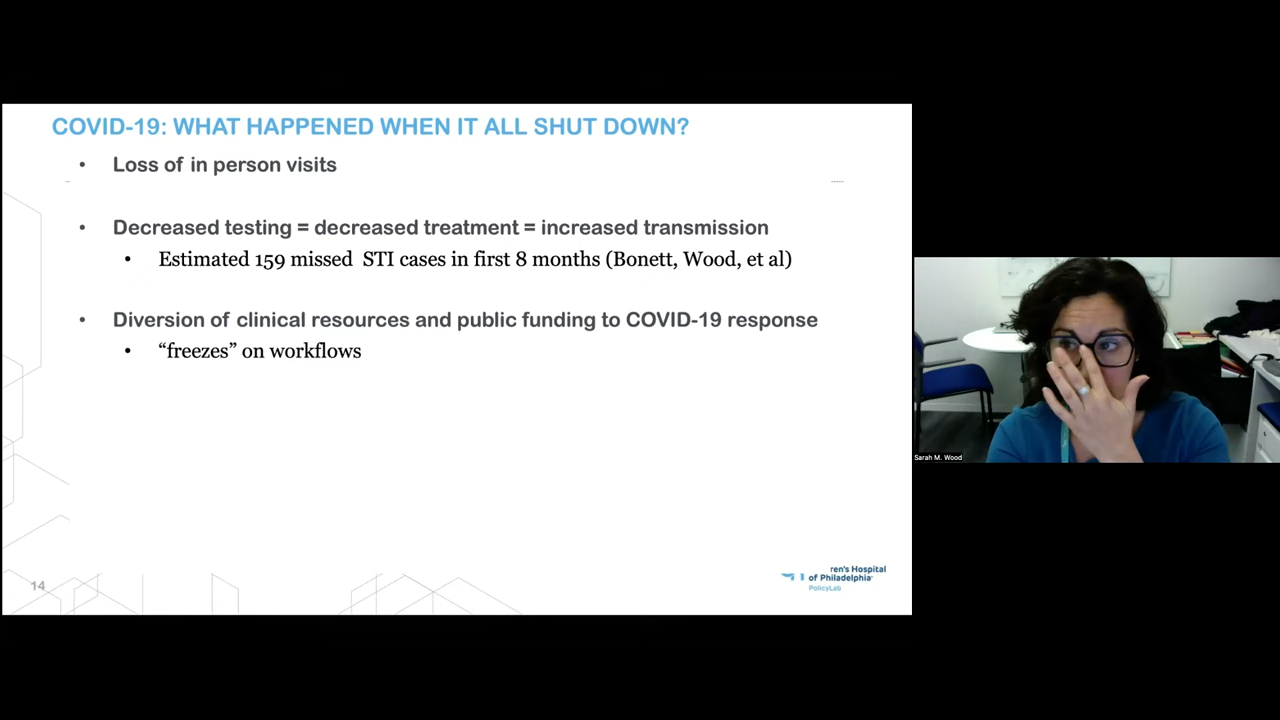 COVID-19: WHAT HAPPENED WHEN IT ALL SHUT DOWN?
• Loss of in person visits
• Decreased testing = decreased treatment = increased transmission
• Estimated 159 missed STI cases in first 8 months (Bonett, Wood, et al)
• Diversion of clinical resources and public funding to COVID-19 response
• “freezes” on workflows
14
ren's Hospital
of Philadelphia
PolicyLab
Sarah M. Wood